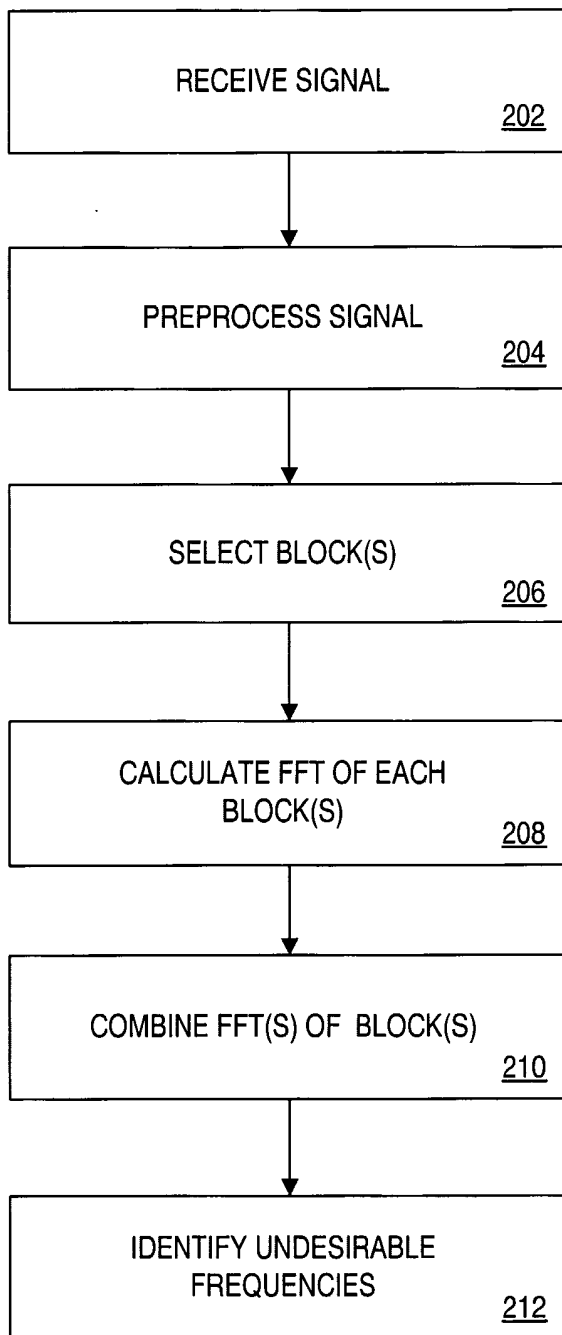 RECEIVE SIGNAL
202
PREPROCESS SIGNAL
204
SELECT BLOCK(S)
206
CALCULATE FFT OF EACH
BLOCK(S)
208
COMBINE FFT(S) OF BLOCK(S)
210
IDENTIFY UNDESIRABLE
FREQUENCIES
212